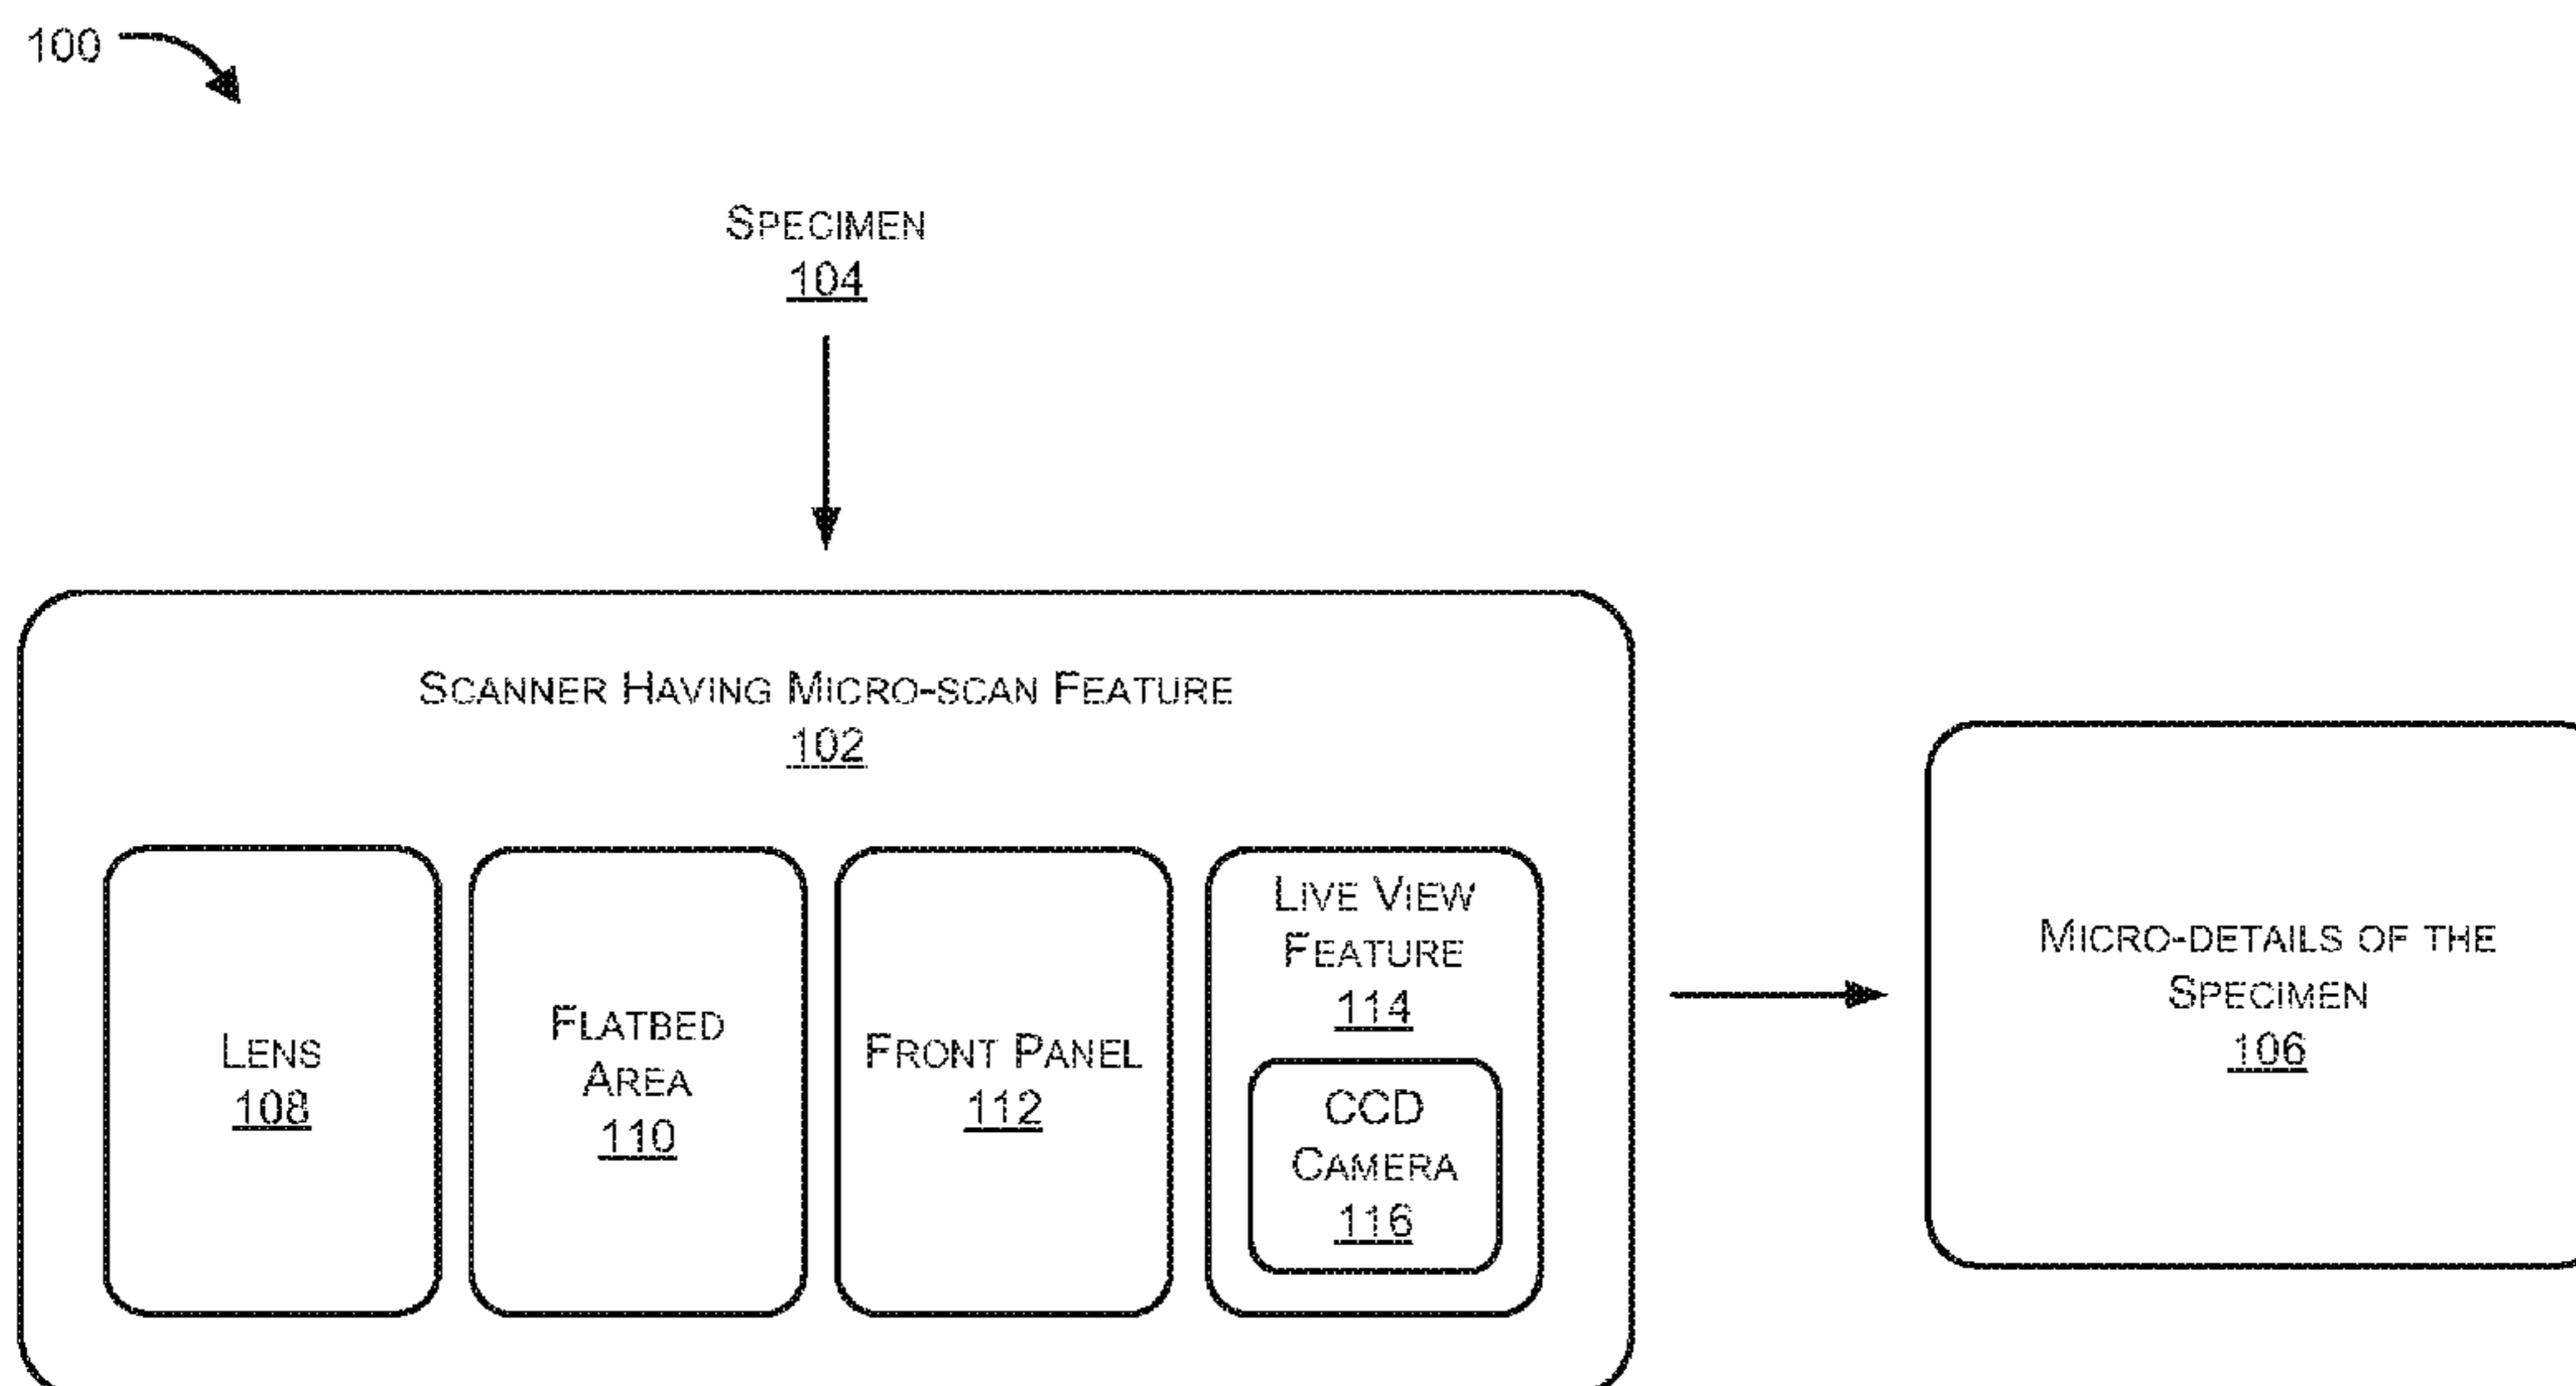 100
SPECIMEN
104
SCANNER HAVING MICRO-SCAN FEATURE
102
LENS
108
FLATBED
AREA
110
FRONT PANEL
112
LIVE VIEW
FEATURE
114
CCD
CAMERA
116
MICRO-DETAILS OF THE
SPECIMEN
106